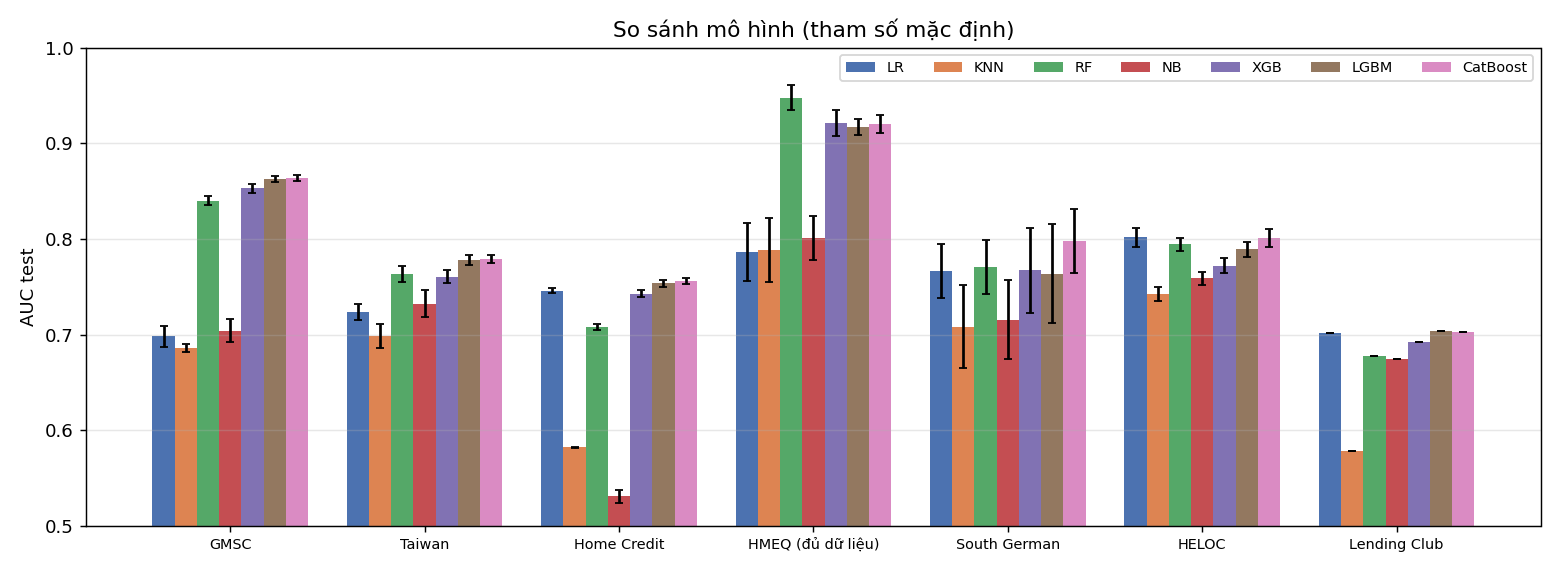 So sánh mô hình (tham số mặc định)
LR KNN RF NB XGB LGBM CatBoost
AUC test
1.0
0.9
0.8
0.7
0.6
0.5
GMSC Taiwan Home Credit HMEQ (đủ dữ liệu) South German HELOC Lending Club